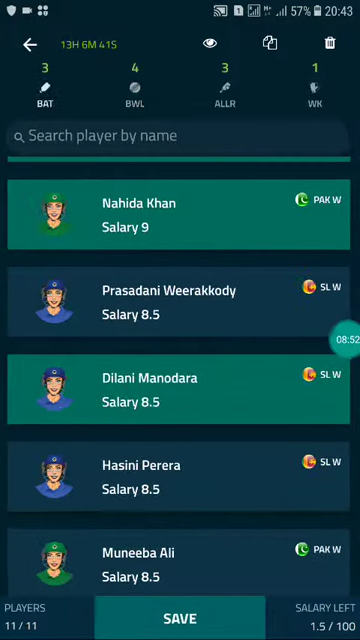 57% 20:43
13H 6M 41S
3 4 3 1
BAT BWL ALLR WK
Search player by name
Nahida Khan PAK W
Salary 9
Prasadani Weerakkody SL W
Salary 8.5
08:52
Dilani Manodara SL W
Salary 8.5
Hasini Perera SL W
Salary 8.5
Muneeba Ali PAK W
Salary 8.5
PLAYERS SALARY LEFT
11 / 11 SAVE 1.5 / 100